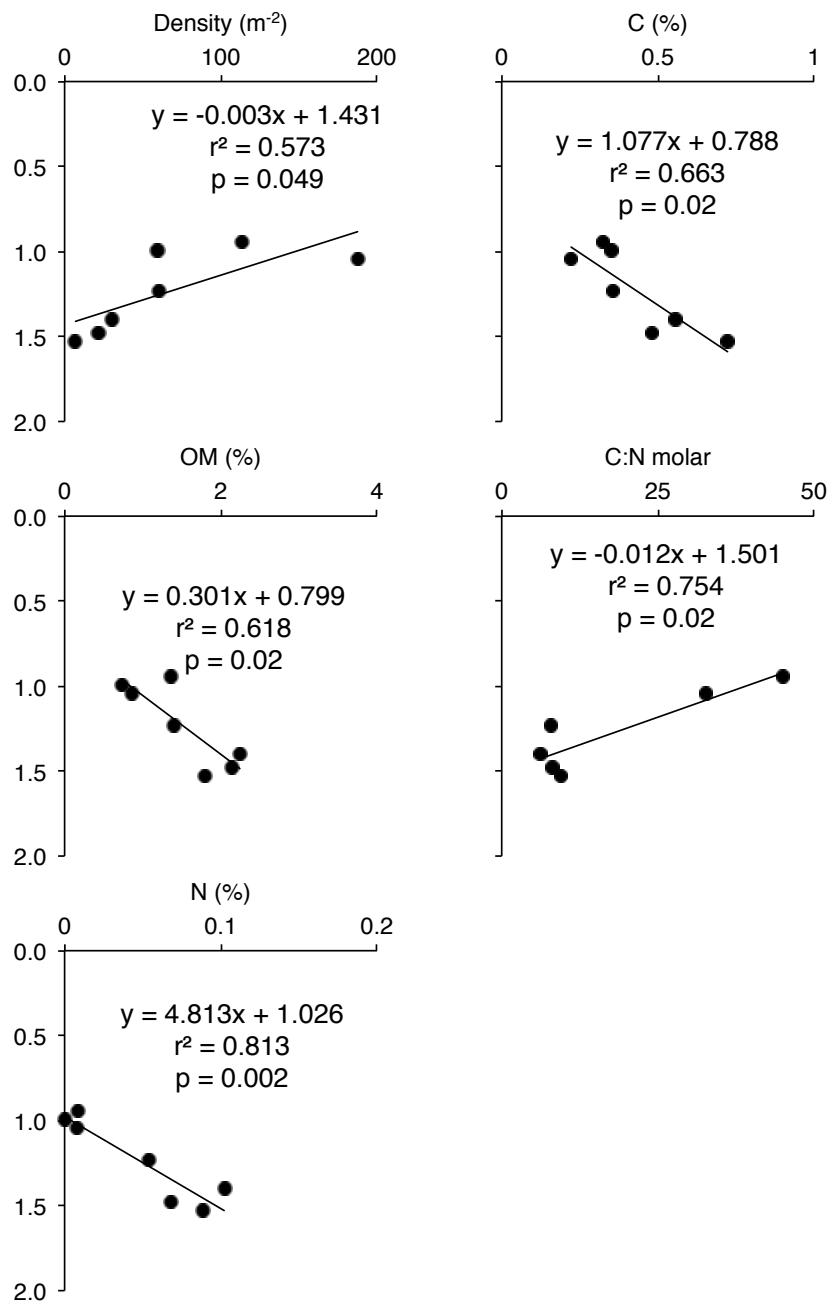 Density (m⁻²)
0 100 200
0.0
y = -0.003x + 1.431
r² = 0.573
p = 0.049
0.5
1.0
1.5
2.0
C (%)
0 0.5 1
y = 1.077x + 0.788
r² = 0.663
p = 0.02
OM (%)
0 2 4
0.0
0.5
y = 0.301x + 0.799
r² = 0.618
p = 0.02
1.0
1.5
2.0
C:N molar
0 25 50
y = -0.012x + 1.501
r² = 0.754
p = 0.02
N (%)
0 0.1 0.2
0.0
0.5
y = 4.813x + 1.026
r² = 0.813
p = 0.002
1.0
1.5
2.0